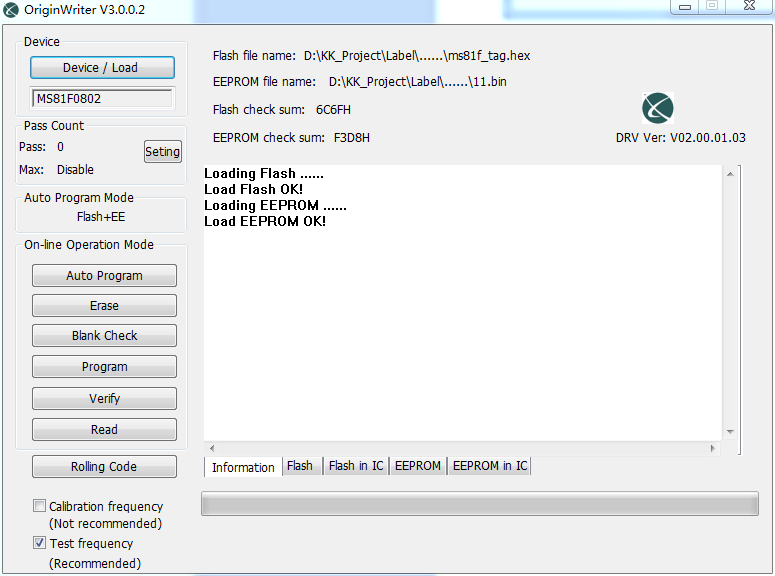 OriginWriter V3.0.0.2
Device
Device / Load
MS81F0802
Pass Count
Pass: 0
Max: Disable
Seting
Auto Program Mode
Flash+EE
On-line Operation Mode
Auto Program
Erase
Blank Check
Program
Verify
Read
Rolling Code
Calibration frequency
(Not recommended)
Test frequency
(Recommended)
Flash file name: D:\KK_Project\Label\......\ms81f_tag.hex
EEPROM file name: D:\KK_Project\Label\......\11.bin
Flash check sum: 6C6FH
EEPROM check sum: F3D8H
DRV Ver: V02.00.01.03
Loading Flash ......
Load Flash OK!
Loading EEPROM ......
Load EEPROM OK!
Information Flash Flash in IC EEPROM EEPROM in IC